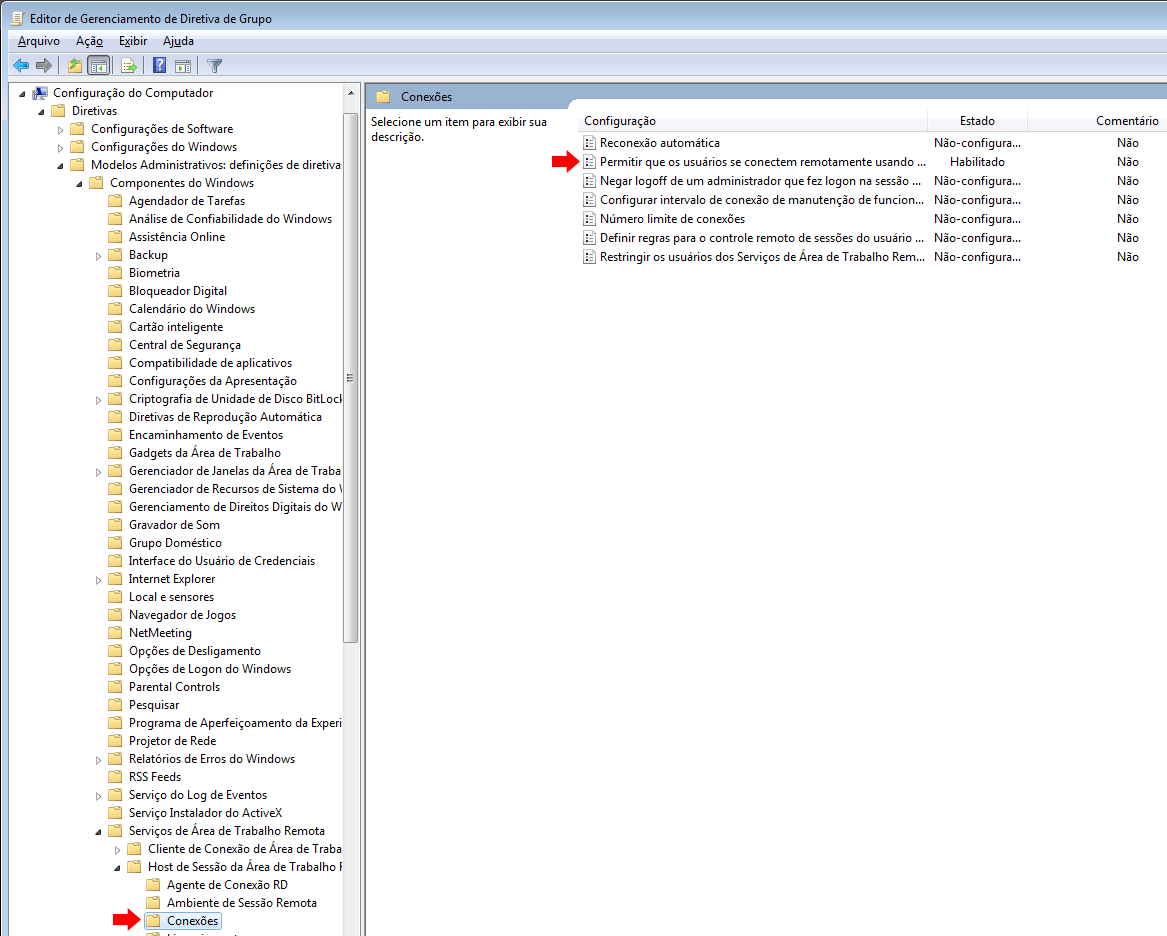 Editor de Gerenciamento de Diretiva de Grupo
Arquivo Ação Exibir Ajuda
Configuração do Computador
Diretivas
Configurações de Software
Configurações do Windows
Modelos Administrativos: definições de diretiva
Componentes do Windows
Agendador de Tarefas
Análise de Confiabilidade do Windows
Assistência Online
Backup
Biometria
Bloqueador Digital
Calendário do Windows
Cartão inteligente
Central de Segurança
Compatibilidade de aplicativos
Configurações da Apresentação
Criptografia de Unidade de Disco BitLock
Diretivas de Reprodução Automática
Encaminhamento de Eventos
Gadgets da Área de Trabalho
Gerenciador de Janelas da Área de Traba
Gerenciador de Recursos de Sistema do
Gerenciamento de Direitos Digitais do W
Gravador de Som
Grupo Doméstico
Interface do Usuário de Credenciais
Internet Explorer
Local e sensores
Navegador de Jogos
NetMeeting
Opções de Desligamento
Opções de Logon do Windows
Parental Controls
Pesquisar
Programa de Aperfeiçoamento da Experi
Projetor de Rede
Relatórios de Erros do Windows
RSS Feeds
Serviço do Log de Eventos
Serviço Instalador do ActiveX
Serviços de Área de Trabalho Remota
Cliente de Conexão de Área de Traba
Host de Sessão da Área de Trabalho
Agente de Conexão RD
Ambiente de Sessão Remota
Conexões
Conexões
Selecione um item para exibir sua
descrição.
Configuração Estado Comentário
Reconexão automática Não-configura... Não
Permitir que os usuários se conectem remotamente usando ... Habilitado Não
Negar logoff de um administrador que fez logon na sessão ... Não-configura... Não
Configurar intervalo de conexão de manutenção de funcion... Não-configura... Não
Número limite de conexões Não-configura... Não
Definir regras para o controle remoto de sessões do usuário ... Não-configura... Não
Restringir os usuários dos Serviços de Área de Trabalho Rem... Não-configura... Não